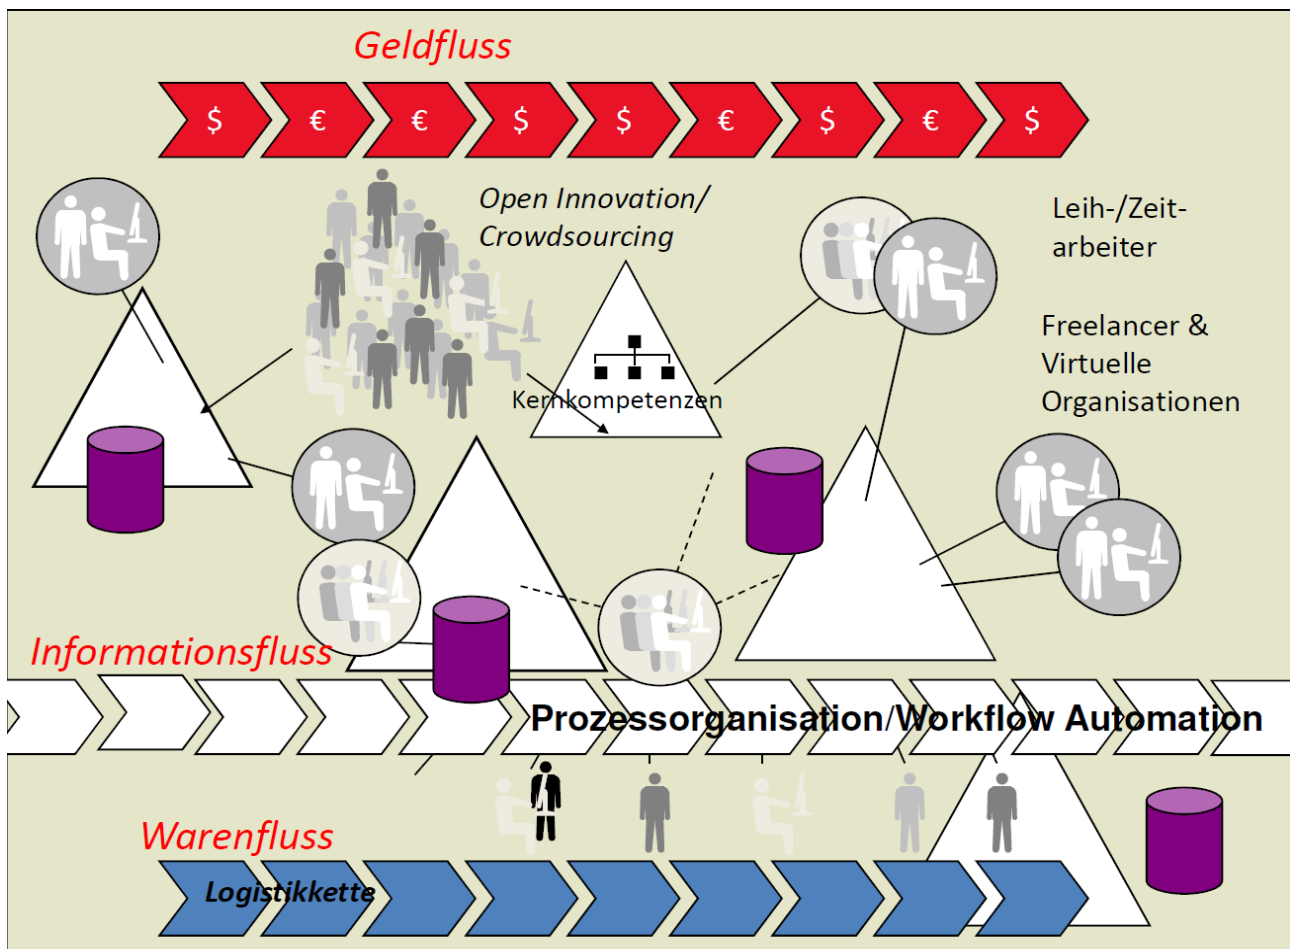 Geldfluss
$ € € $ $ € $ € $
Open Innovation/
Crowdsourcing
Leih-/Zeit-
arbeiter
Freelancer &
Virtuelle
Organisationen
Kernkompetenzen
Informationsfluss
Prozessorganisation/Workflow Automation
Warenfluss
Logistikkette